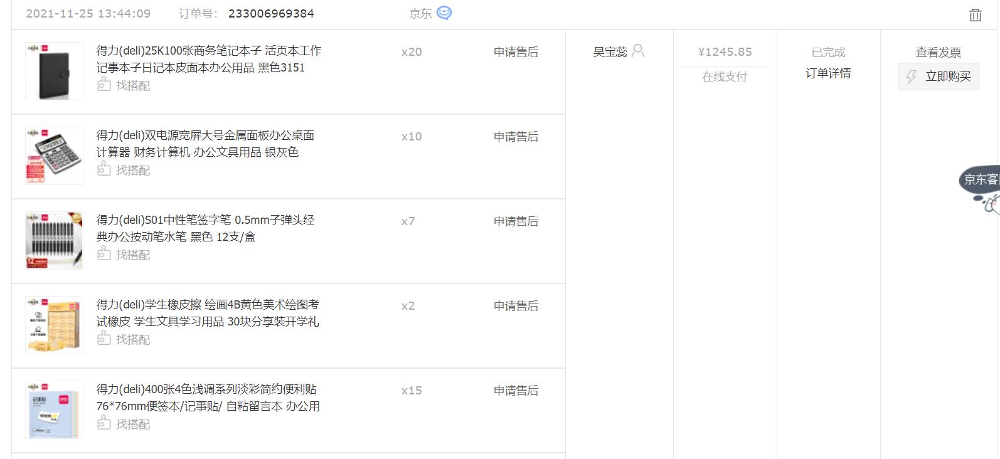 2021-11-25 13:44:09 订单号： 233006969384 京东
得力(deli)25K100张商务笔记本子 活页本工作 x20 申请售后 吴宝蕊 ¥1245.85 已完成 查看发票
记事本子日记本皮面本办公用品 黑色3151 在线支付 订单详情 立即购买
找搭配
得力(deli)双电源宽屏大号金属面板办公桌面 x10 申请售后
计算器 财务计算机 办公文具用品 银灰色
找搭配
京东客
得力(deli)S01中性笔签字笔 0.5mm子弹头经 x7 申请售后
典办公按动笔水笔 黑色 12支/盒
找搭配
得力(deli)学生橡皮擦 绘画4B黄色美术绘图考 x2 申请售后
试橡皮 学生文具学习用品 30块分享装开学礼
找搭配
得力(deli)400张4色浅调系列淡彩简约便利贴 x15 申请售后
76*76mm便签本/记事贴/ 自粘留言本 办公用
找搭配
记事贴